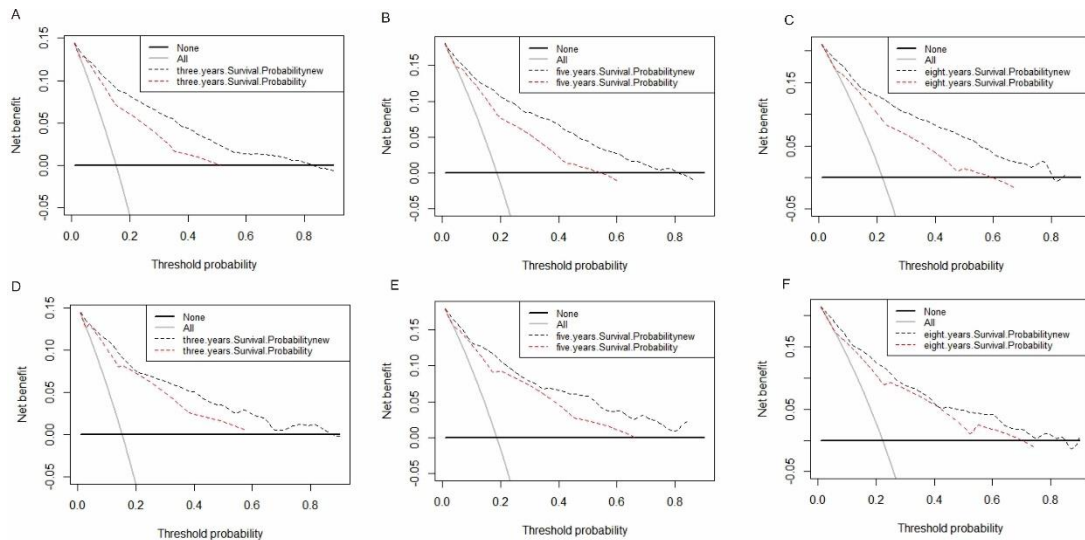 A
Net benefit
0.15
0.10
0.05
0.00
-0.05
None
All
three.years.Survival.Probabilitynew
three.years.Survival.Probability
0.0 0.2 0.4 0.6 0.8
Threshold probability
B
Net benefit
0.15
0.10
0.05
0.00
-0.05
None
All
five.years.Survival.Probabilitynew
five.years.Survival.Probability
0.0 0.2 0.4 0.6 0.8
Threshold probability
C
Net benefit
0.15
0.05
-0.05
None
All
eight.years.Survival.Probabilitynew
eight.years.Survival.Probability
0.0 0.2 0.4 0.6 0.8
Threshold probability
D
Net benefit
0.15
0.10
0.05
0.00
-0.05
None
All
three.years.Survival.Probabilitynew
three.years.Survival.Probability
0.0 0.2 0.4 0.6 0.8
Threshold probability
E
Net benefit
0.15
0.10
0.05
0.00
-0.05
None
All
five.years.Survival.Probabilitynew
five.years.Survival.Probability
0.0 0.2 0.4 0.6 0.8
Threshold probability
F
Net benefit
0.15
0.05
-0.05
None
All
eight.years.Survival.Probabilitynew
eight.years.Survival.Probability
0.0 0.2 0.4 0.6 0.8
Threshold probability